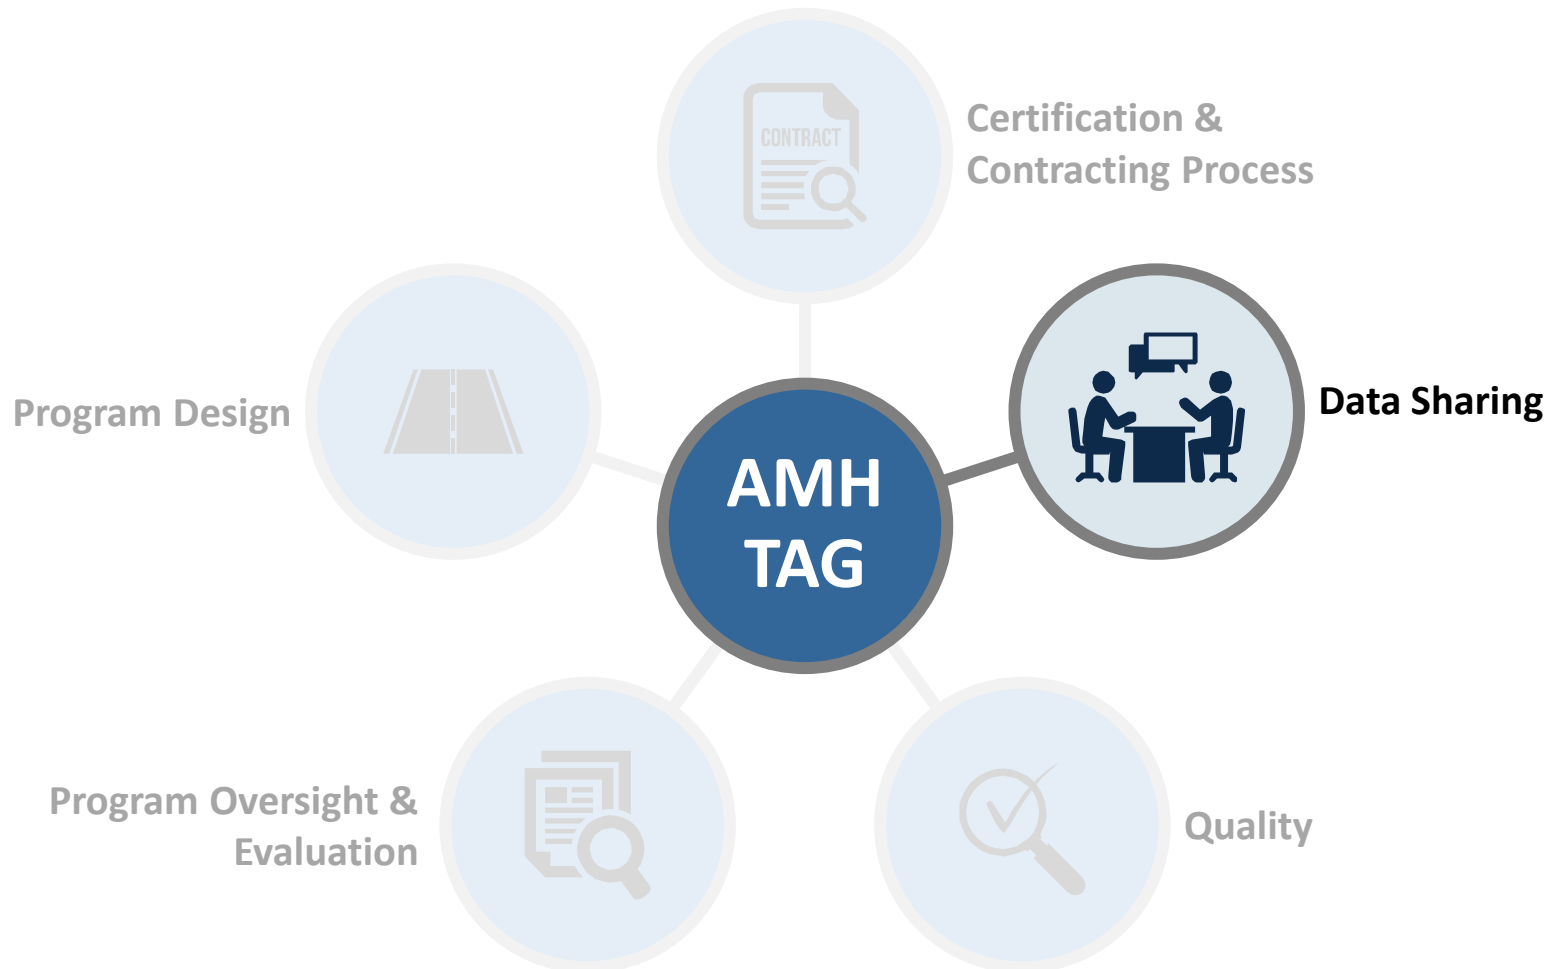 CONTRACT
Certification &
Contracting Process
Program Design
Data Sharing
AMH
TAG
Program Oversight &
Evaluation
Quality